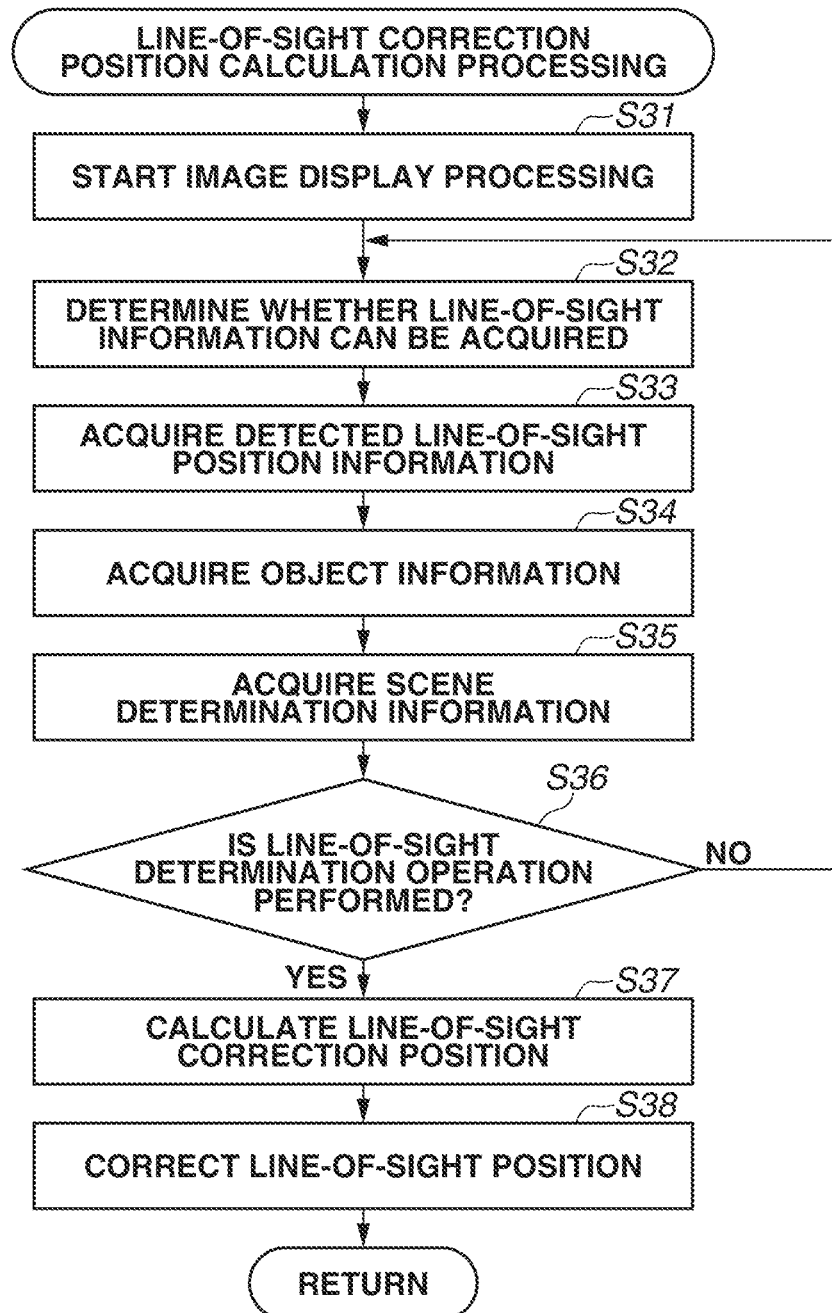 LINE-OF-SIGHT CORRECTION
POSITION CALCULATION PROCESSING
S31
START IMAGE DISPLAY PROCESSING
S32
DETERMINE WHETHER LINE-OF-SIGHT
INFORMATION CAN BE ACQUIRED
S33
ACQUIRE DETECTED LINE-OF-SIGHT
POSITION INFORMATION
S34
ACQUIRE OBJECT INFORMATION
S35
ACQUIRE SCENE
DETERMINATION INFORMATION
S36
IS LINE-OF-SIGHT
DETERMINATION OPERATION
PERFORMED?
NO
YES
S37
CALCULATE LINE-OF-SIGHT
CORRECTION POSITION
S38
CORRECT LINE-OF-SIGHT POSITION
RETURN